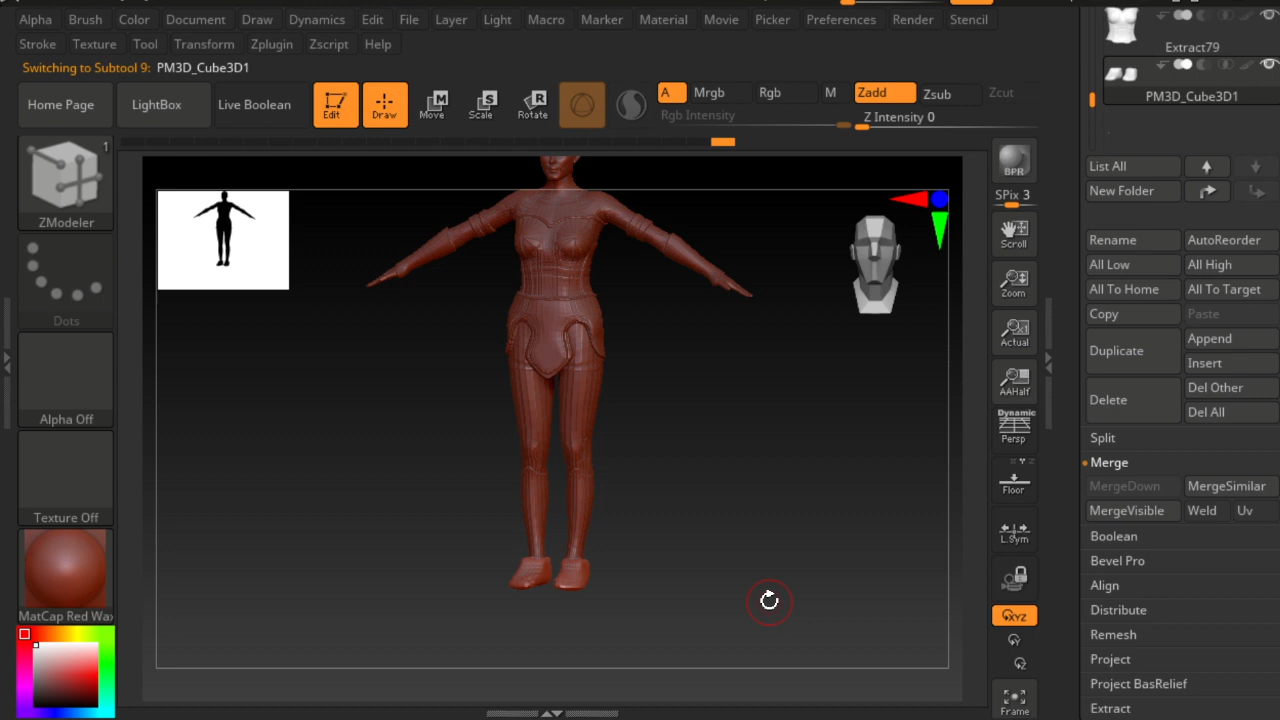 Alpha Brush Color Document Draw Dynamics Edit File Layer Light Macro Marker Material Movie Picker Preferences Render Stencil
Stroke Texture Tool Transform Zplugin Zscript Help
Switching to Subtool 9: PM3D_Cube3D1
Home Page LightBox Live Boolean Edit Draw Move Scale Rotate A Mrgb Rgb M Zadd Zsub Zcut
Rgb Intensity Z Intensity 0
1
ZModeler
Dots
Alpha Off
Texture Off
MatCap Red Wax
BPR
SPix 3
Scroll
Zoom
Actual
AAHalf
Dynamic
Persp
Floor
L.Sym
XYZ
Y
Z
Frame
Extract79
PM3D_Cube3D1
List All
New Folder
Rename AutoReorder
All Low All High
All To Home All To Target
Copy Paste
Duplicate Append
Insert
Delete Del Other
Del All
Split
Merge
MergeDown MergeSimilar
MergeVisible Weld Uv
Boolean
Bevel Pro
Align
Distribute
Remesh
Project
Project BasRelief
Extract